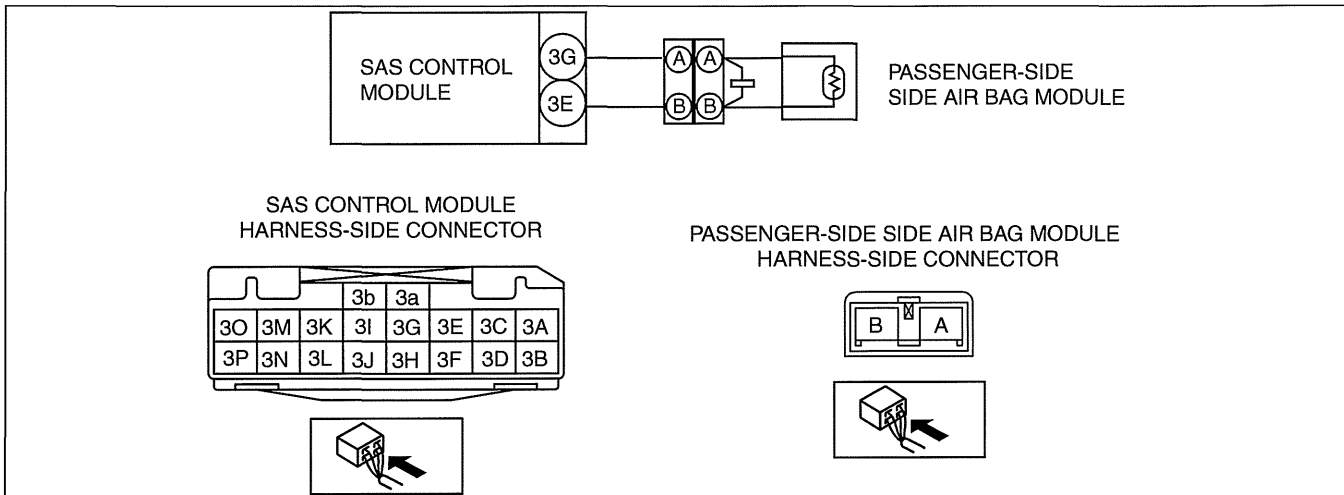 SAS CONTROL
MODULE
3G
3E
A A
B B
PASSENGER-SIDE
SIDE AIR BAG MODULE
SAS CONTROL MODULE
HARNESS-SIDE CONNECTOR
3b 3a
3O 3M 3K 3I 3G 3E 3C 3A
3P 3N 3L 3J 3H 3F 3D 3B
PASSENGER-SIDE SIDE AIR BAG MODULE
HARNESS-SIDE CONNECTOR
B A